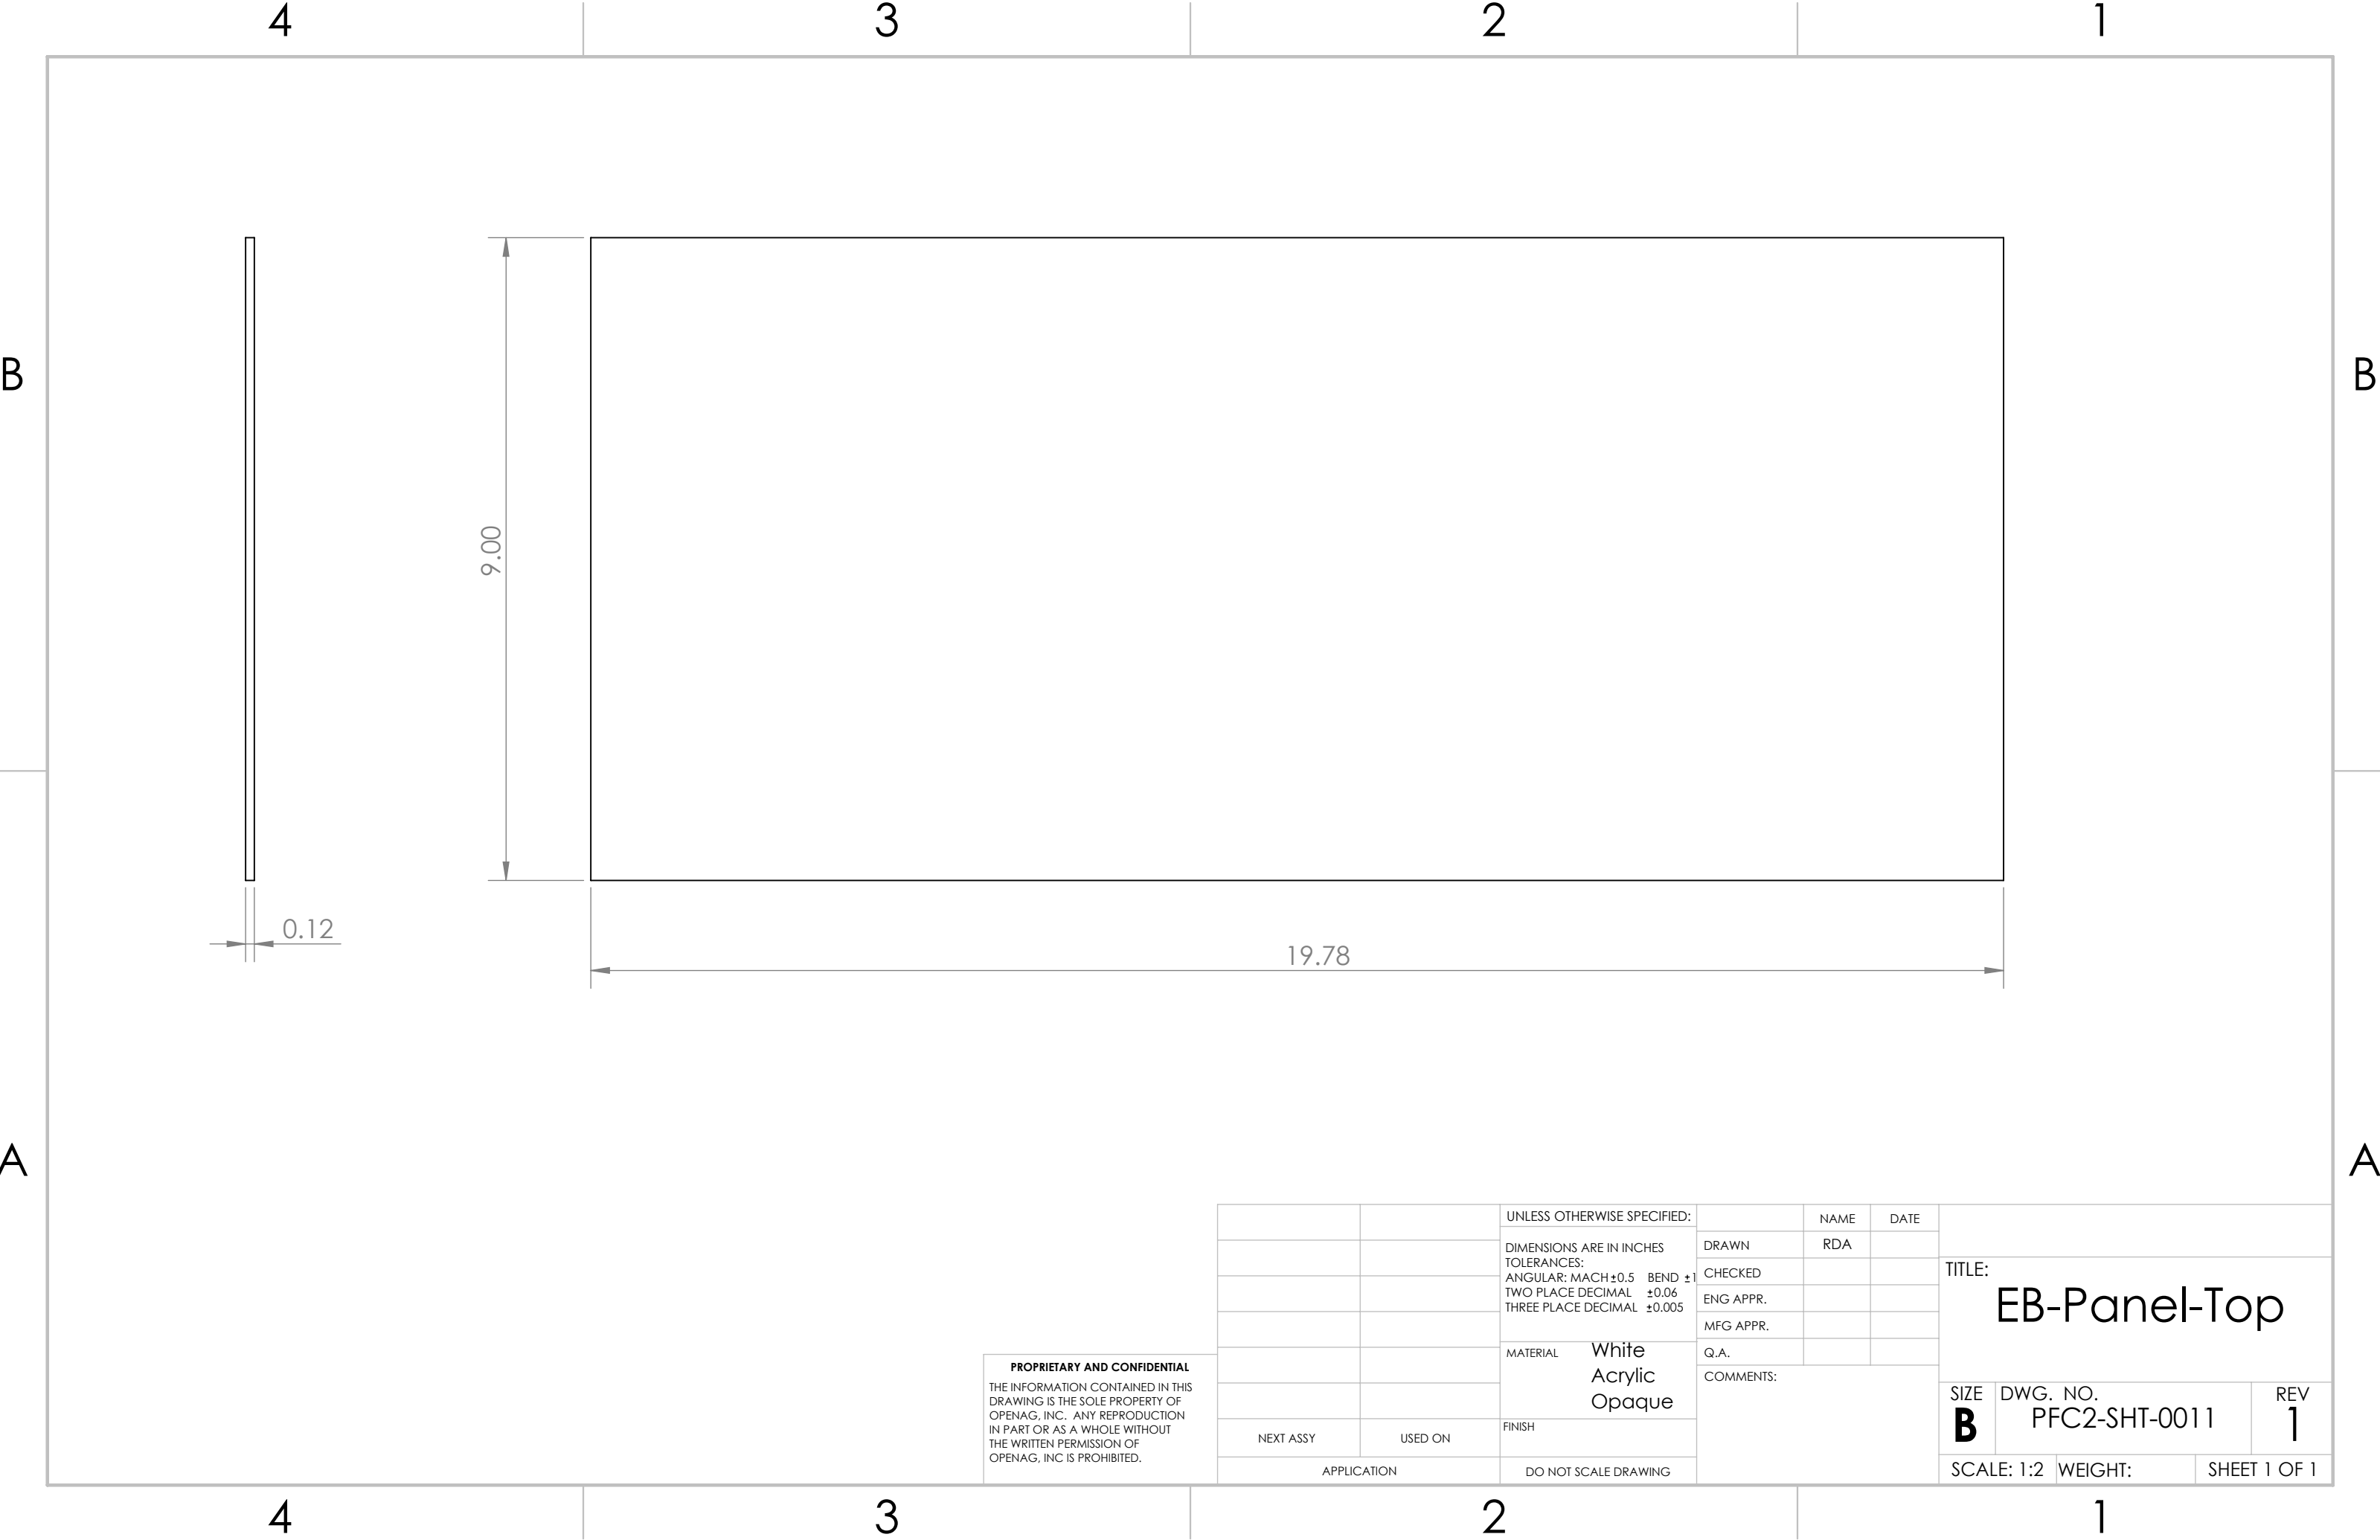 4 3 2 1
B B
9.00
0.12
19.78
A A
UNLESS OTHERWISE SPECIFIED:
DIMENSIONS ARE IN INCHES
TOLERANCES:
ANGULAR: MACH±0.5 BEND ±1
TWO PLACE DECIMAL ±0.06
THREE PLACE DECIMAL ±0.005
MATERIAL White
Acrylic
Opaque
FINISH
DO NOT SCALE DRAWING
NAME DATE
DRAWN RDA
CHECKED
ENG APPR.
MFG APPR.
Q.A.
COMMENTS:
TITLE:
EB-Panel-Top
SIZE DWG. NO. REV
B PFC2-SHT-0011 1
SCALE: 1:2 WEIGHT: SHEET 1 OF 1
PROPRIETARY AND CONFIDENTIAL
THE INFORMATION CONTAINED IN THIS
DRAWING IS THE SOLE PROPERTY OF
OPENAG, INC. ANY REPRODUCTION
IN PART OR AS A WHOLE WITHOUT
THE WRITTEN PERMISSION OF
OPENAG, INC IS PROHIBITED.
NEXT ASSY USED ON
APPLICATION
4 3 2 1